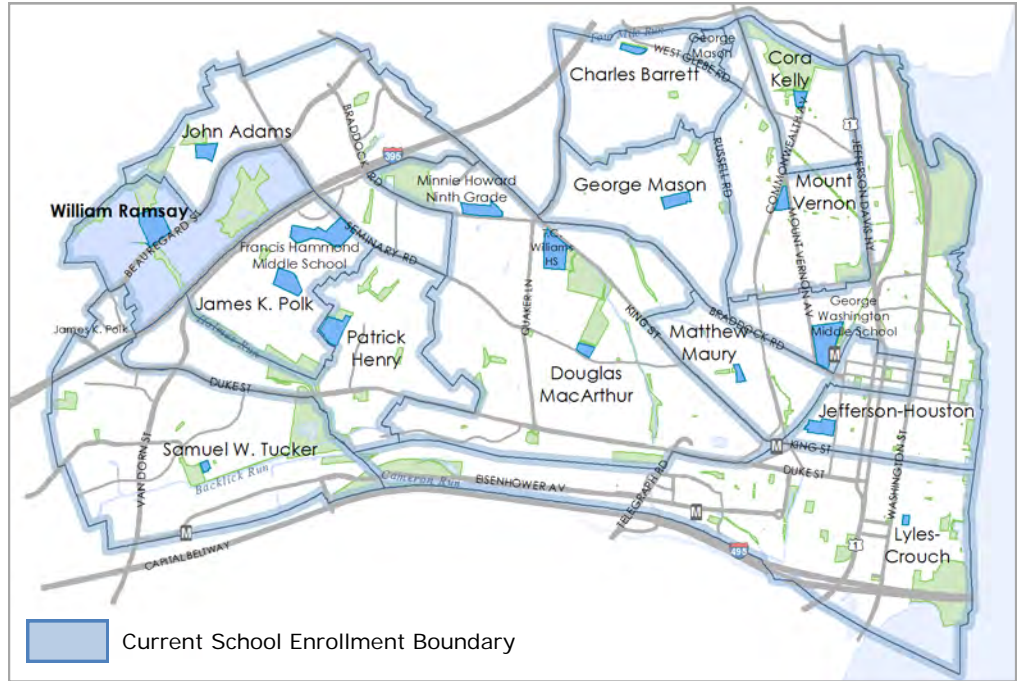 Four Mile Run
George
Mason
WEST GLEBE RD
Cora
Kelly
Charles Barrett
COMMONWEALTH AV
1
JEFFERSON DAVIS HY
John Adams
BRADDOCK RD
395
Minnie Howard
Ninth Grade
George Mason
RUSSELL RD
Mount
Vernon
MOUNT VERNON AV
William Ramsay
BEAUREGARD ST
Francis Hammond
Middle School
SEMINARY RD
T.C.
Williams
HS
James K. Polk
James K. Polk
Holmes Run
Patrick
Henry
QUAKER LN
KING ST
BRADDOCK RD
Matthew
Maury
George
Washington
Middle School
M
Douglas
MacArthur
DUKE ST
Jefferson-Houston
Samuel W. Tucker
Backlick Run
VAN DORN ST
Cameron Run
EISENHOWER AV
TELEGRAPH RD
M
KING ST
DUKE ST
WASHINGTON ST
M
M
Lyles-
Crouch
1
495
CAPITAL BELTWAY
Current School Enrollment Boundary